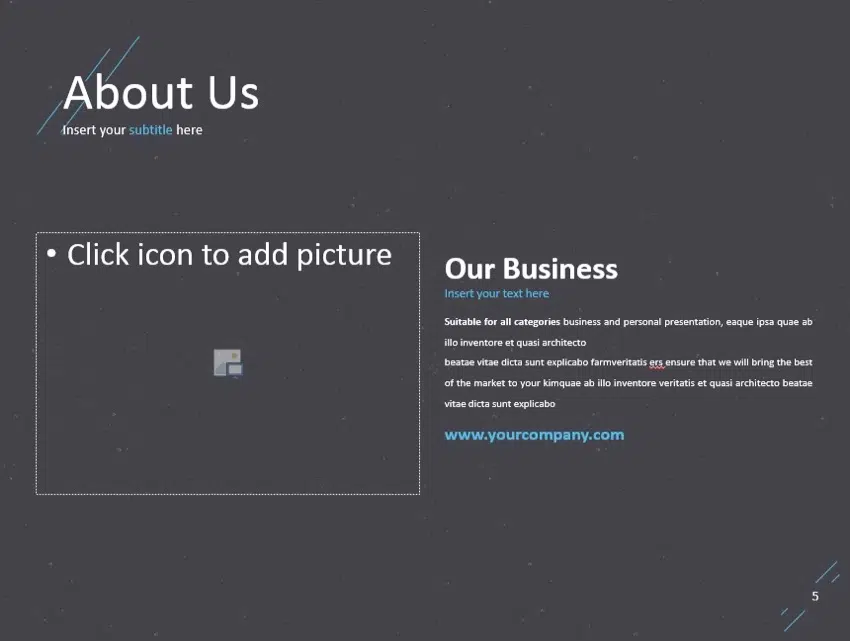 About Us
Insert your subtitle here
• Click icon to add picture
Our Business
Insert your text here
Suitable for all categories business and personal presentation, eaque ipsa quae ab
illo inventore et quasi architecto
beatae vitae dicta sunt explicabo farmveritatis ers ensure that we will bring the best
of the market to your kimquae ab illo inventore veritatis et quasi architecto beatae
vitae dicta sunt explicabo
www.yourcompany.com
5